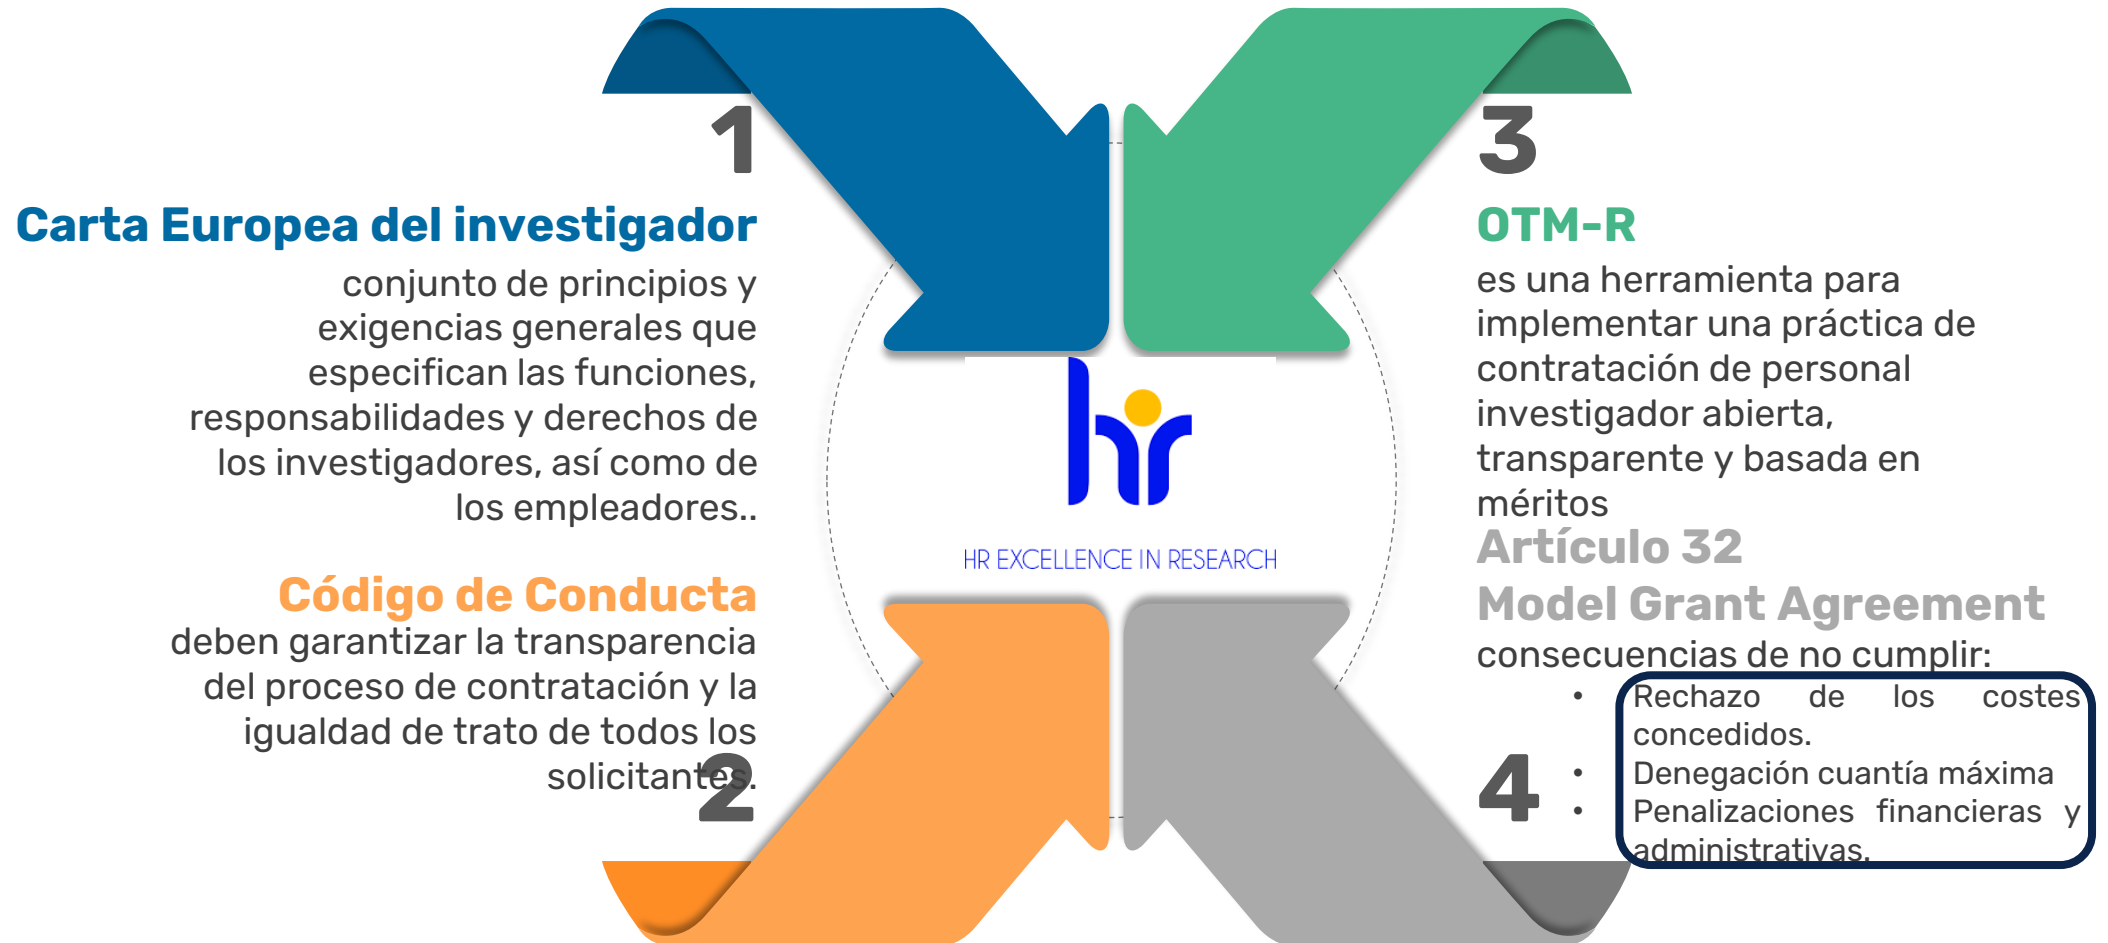 1
Carta Europea del investigador
conjunto de principios y
exigencias generales que
especifican las funciones,
responsabilidades y derechos de
los investigadores, así como de
los empleadores..
Código de Conducta
deben garantizar la transparencia
del proceso de contratación y la
igualdad de trato de todos los
solicitantes.
2
hr
HR EXCELLENCE IN RESEARCH
3
OTM-R
es una herramienta para
implementar una práctica de
contratación de personal
investigador abierta,
transparente y basada en
méritos
Artículo 32
Model Grant Agreement
consecuencias de no cumplir:
• Rechazo de los costes
concedidos.
• Denegación cuantía máxima
• Penalizaciones financieras y
administrativas.
4